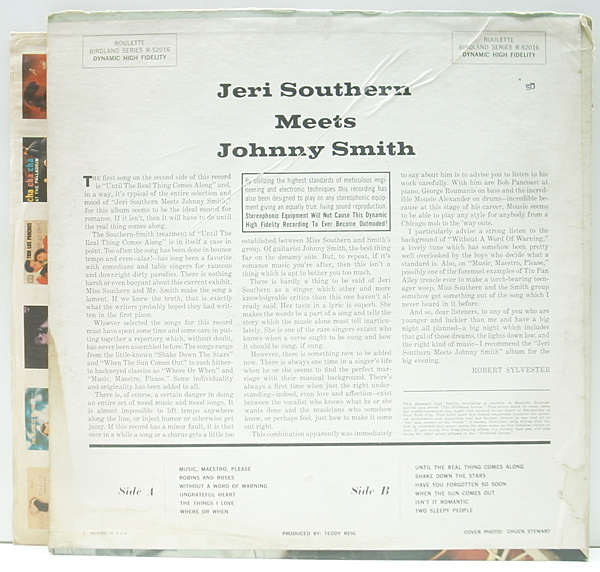 ROULETTE
BIRDLAND SERIES R 52016
DYNAMIC HIGH FIDELITY
ROULETTE
BIRDLAND SERIES R-52016
DYNAMIC HIGH FIDELITY
Jeri Southern
Meets
Johnny Smith
THE first song on the second side of this record
is "Until The Real Thing Comes Along" and,
in a way, it's typical of the entire selection and
mood of "Jeri Southern Meets Johnny Smith,"
for this album seems to be the ideal record for
romance. If it isn't, then it will have to do until
the real thing comes along.
The Southern Smith treatment of "Until The
Real Thing Comes Along" is in itself a case in
point. Too often the song has been done in bounce
tempo and even—alas!—has long been a favorite
with comedians and table singers for raucous
and downright dirty parodies. There is nothing
harsh or even buoyant about this current exhibit.
Miss Southern and Mr. Smith make the song a
lament. If we knew the truth, that is exactly
what the writers probably hoped they had writ-
ten in the first place.
Whoever selected the songs for this record
must have spent some time and some care in put-
ting together a repertory which, without doubt,
has never been assembled before. The songs range
from the little-known "Shake Down The Stars"
and "When The Sun Comes Out" to such hither-
to hackneyed classics as "Where Or When" and
"Music, Maestro, Please." Some individuality
and originality has been added to all.
There is, of course, a certain danger in doing
an entire set of mood music and mood songs. It
is almost impossible to lift tempo anywhere
along the line, or inject humor or otherwise get
jazzy. If this record has a minor fault, it is that
once in a while a song or a chorus gets a little too
By utilizing the highest standards of meticulous engi-
neering and electronic techniques this recording has
also been designed to play on any stereophonic equip-
ment giving an equally true, living sound reproduction.
Stereophonic Equipment Will Not Cause This Dynamic
High Fidelity Recording To Ever Become Outmoded!
established between Miss Southern and Smith's
group. Of guitarist Johnny Smith, the best thing
far on the dreamy side. But, to repeat, if it's
romance music you're after, then this isn't a
thing which is apt to bother you too much.
There is hardly a thing to be said of Jeri
Southern as a singer which other and more
knowledgeable critics than this one haven't al-
ready said. Her taste in a lyric is superb. She
makes the words be a part of a song and tells the
story which the music alone must tell inarticu-
lately. She is one of the rare singers extant who
knows when a verse ought to be sung and how
it should be sung, if sung.
However, there is something new to be added
now. There is always one time in a singer's life
when he or she seems to find the perfect mar-
riage with their musical background. There's
always a first time when just the right under-
standing—indeed, even love and affection—exist
between the vocalist who knows what he or she
wants done and the musicians who somehow
know, or perhaps feel, just how to make it come
out right.
This combination apparently was immediately
to say about him is to advise you to listen to his
work carefully. With him are Bob Pancoast at
piano, George Roumanis on bass and the incred-
ible Mousie Alexander on drums—incredible be-
cause at this stage of his career, Mousie seems
to be able to play any style for anybody from a
Chicago mob to the 'way outs.
I particularly advise a strong listen to the
background of "Without A Word Of Warning,"
a lovely tune which has somehow been pretty
well overlooked by the boys who decide what a
standard is. Also, on "Music, Maestro, Please,"
possibly one of the foremost examples of Tin Pan
Alley treacle ever to make a torch-bearing teen-
ager weep, Miss Southern and the Smith group
somehow get something out of the song which I
never heard in it before.
And so, dear listeners, to any of you who are
younger and luckier than me and have a big
night all planned—a big night which includes
that gal of those dreams, the lights down low, and
the right kind of music—I recommend the "Jeri
Southern Meets Johnny Smith" album for the
big evening.
ROBERT SYLVESTER
Side A
MUSIC, MAESTRO, PLEASE
ROBINS AND ROSES
WITHOUT A WORD OF WARNING
UNGRATEFUL HEART
THE THINGS I LOVE
WHERE OR WHEN
Side B
UNTIL THE REAL THING COMES ALONG
SHAKE DOWN THE STARS
HAVE YOU FORGOTTEN SO SOON
WHEN THE SUN COMES OUT
ISN'T IT ROMANTIC
TWO SLEEPY PEOPLE
PRODUCED BY: TEDDY REIG
COVER PHOTO: CHUCK STEWART
cha cha cha
AT THE PALLADIUM